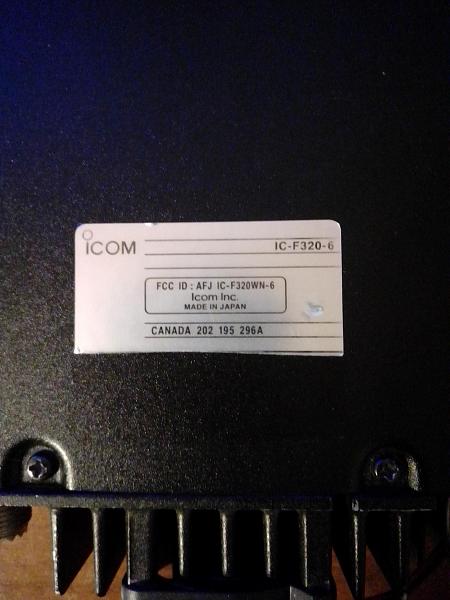 ICOM
IC-F320-6
FCC ID : AFJ IC-F320WN-6
Icom Inc.
MADE IN JAPAN
CANADA 202 195 296A